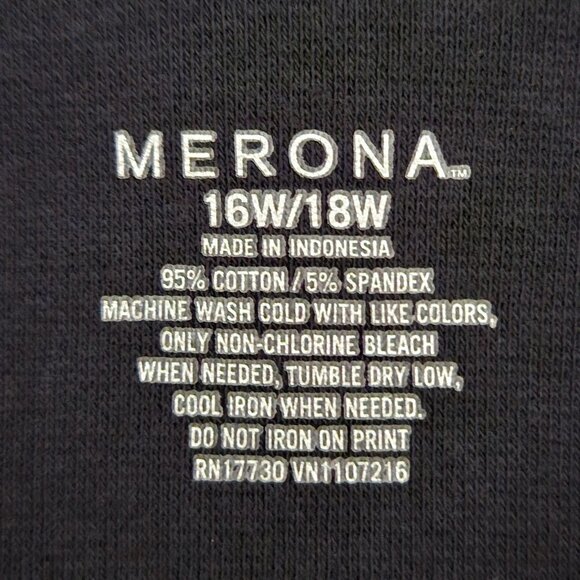 MERONA™
16W/18W
MADE IN INDONESIA
95% COTTON / 5% SPANDEX
MACHINE WASH COLD WITH LIKE COLORS,
ONLY NON-CHLORINE BLEACH
WHEN NEEDED, TUMBLE DRY LOW,
COOL IRON WHEN NEEDED.
DO NOT IRON ON PRINT
RN17730 VN1107216